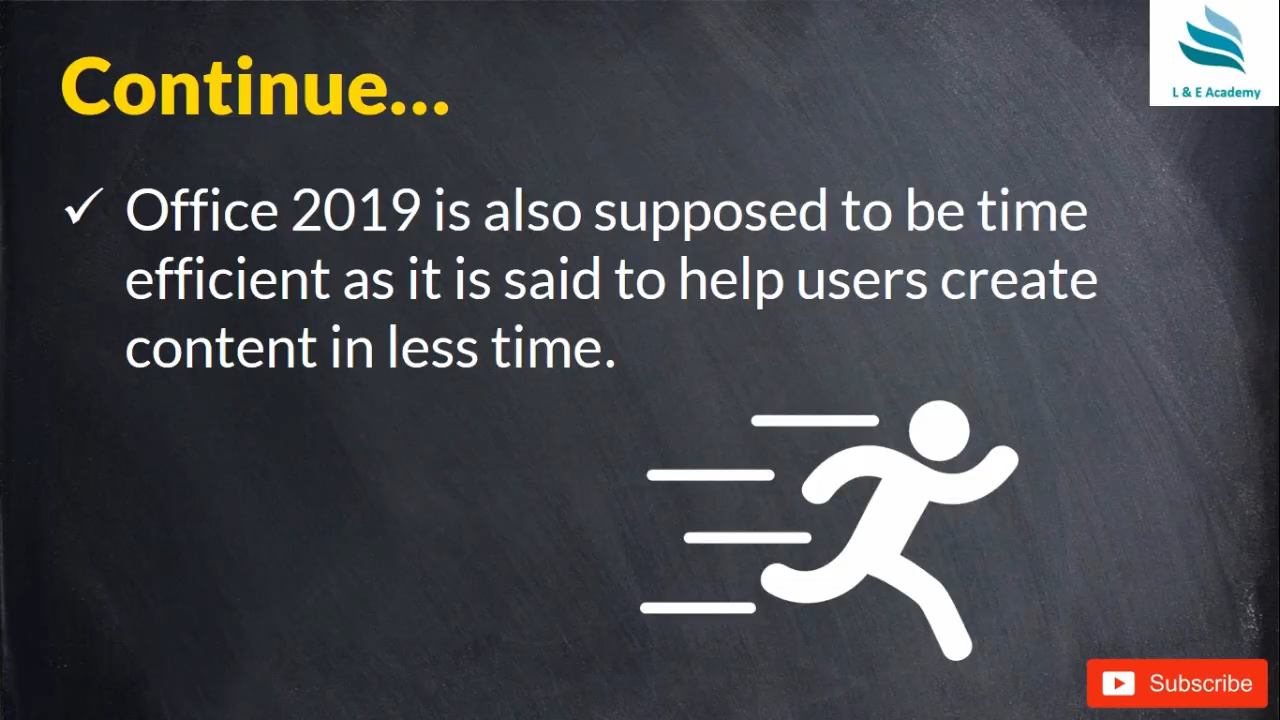 Continue...
L & E Academy
✓ Office 2019 is also supposed to be time
efficient as it is said to help users create
content in less time.
Subscribe